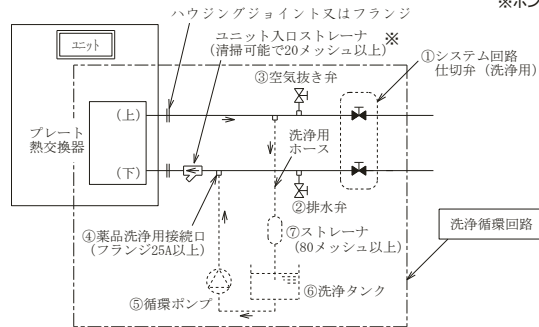 ※ポン
ハウジングジョイント又はフランジ
ユニット
ユニット入口ストレーナ ※
(清掃可能で20メッシュ以上)
①システム回路
仕切弁(洗浄用)
③空気抜き弁
(上)
プレート
熱交換器
洗浄用
ホース
(下)
②排水弁
④薬品洗浄用接続口
(フランジ25A以上)
⑦ストレーナ
(80メッシュ以上)
洗浄循環回路
⑥洗浄タンク
⑤循環ポンプ